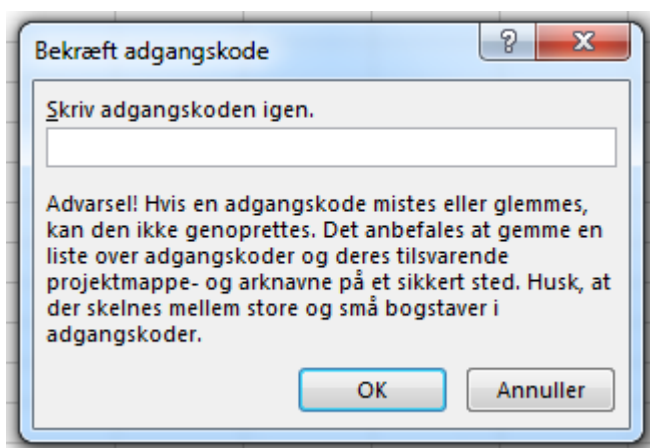 Bekræft adgangskode
Skriv adgangskoden igen.
Advarsel! Hvis en adgangskode mistes eller glemmes,
kan den ikke genoprettes. Det anbefales at gemme en
liste over adgangskoder og deres tilsvarende
projektmappe- og arknavne på et sikkert sted. Husk, at
der skelnes mellem store og små bogstaver i
adgangskoder.
OK Annuller